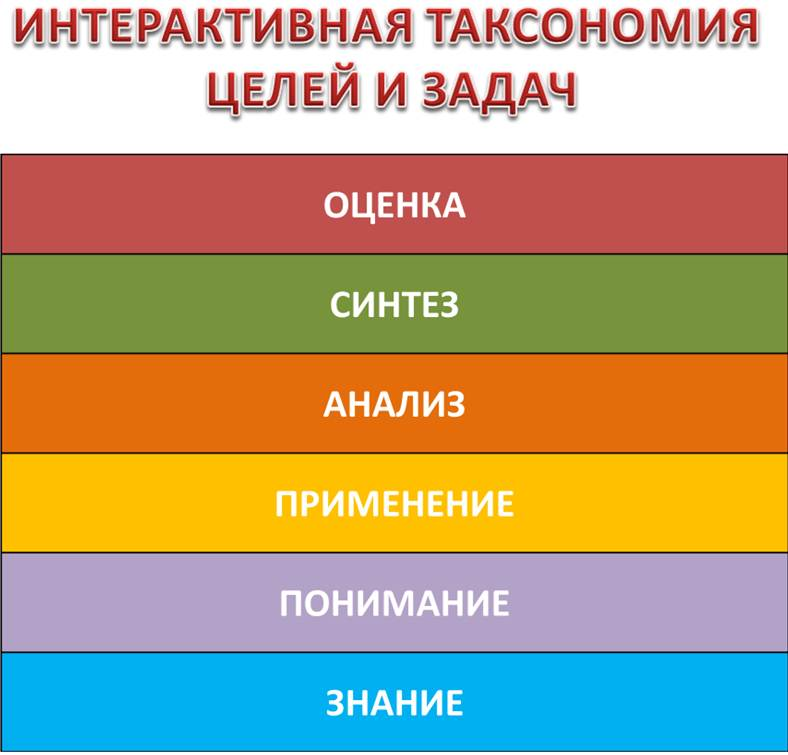 ИНТЕРАКТИВНАЯ ТАКСОНОМИЯ
ЦЕЛЕЙ И ЗАДАЧ
ОЦЕНКА
СИНТЕЗ
АНАЛИЗ
ПРИМЕНЕНИЕ
ПОНИМАНИЕ
ЗНАНИЕ